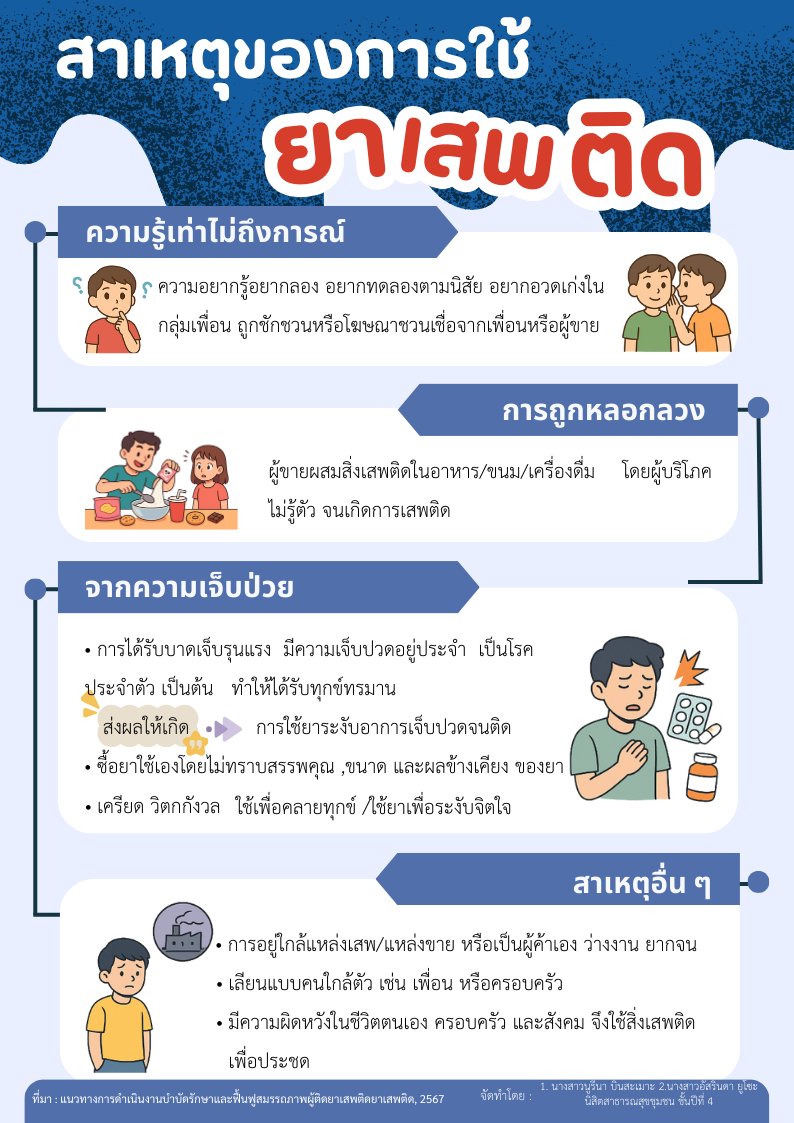 สาเหตุของการใช้
ยาเสพติด
ความรู้เท่าไม่ถึงการณ์
? ?
ความอยากรู้อยากลอง อยากทดลองตามนิสัย อยากอวดเก่งใน
กลุ่มเพื่อน ถูกชักชวนหรือโฆษณาชวนเชื่อจากเพื่อนหรือผู้ขาย
การถูกหลอกลวง
ผู้ขายผสมสิ่งเสพติดในอาหาร/ขนม/เครื่องดื่ม โดยผู้บริโภค
ไม่รู้ตัว จนเกิดการเสพติด
จากความเจ็บป่วย
• การได้รับบาดเจ็บรุนแรง มีความเจ็บปวดอยู่ประจำ เป็นโรค
ประจำตัว เป็นต้น ทำให้ได้รับทุกข์ทรมาน
ส่งผลให้เกิด การใช้ยาระงับอาการเจ็บปวดจนติด
• ซื้อยาใช้เองโดยไม่ทราบสรรพคุณ ,ขนาด และผลข้างเคียง ของยา
• เครียด วิตกกังวล ใช้เพื่อคลายทุกข์ /ใช้ยาเพื่อระงับจิตใจ
สาเหตุอื่น ๆ
• การอยู่ใกล้แหล่งเสพ/แหล่งขาย หรือเป็นผู้ค้าเอง ว่างงาน ยากจน
• เลียนแบบคนใกล้ตัว เช่น เพื่อน หรือครอบครัว
• มีความผิดหวังในชีวิตตนเอง ครอบครัว และสังคม จึงใช้สิ่งเสพติด
เพื่อประชด
ที่มา : แนวทางการดำเนินงานบำบัดรักษาและฟื้นฟูสมรรถภาพผู้ติดยาเสพติดยาเสพติด, 2567
จัดทำโดย :
1. นางสาวนูรีนา บินสะเมาะ 2.นางสาวอัสรินดา ยูโซะ
นิสิตสาธารณสุขชุมชน ชั้นปีที่ 4